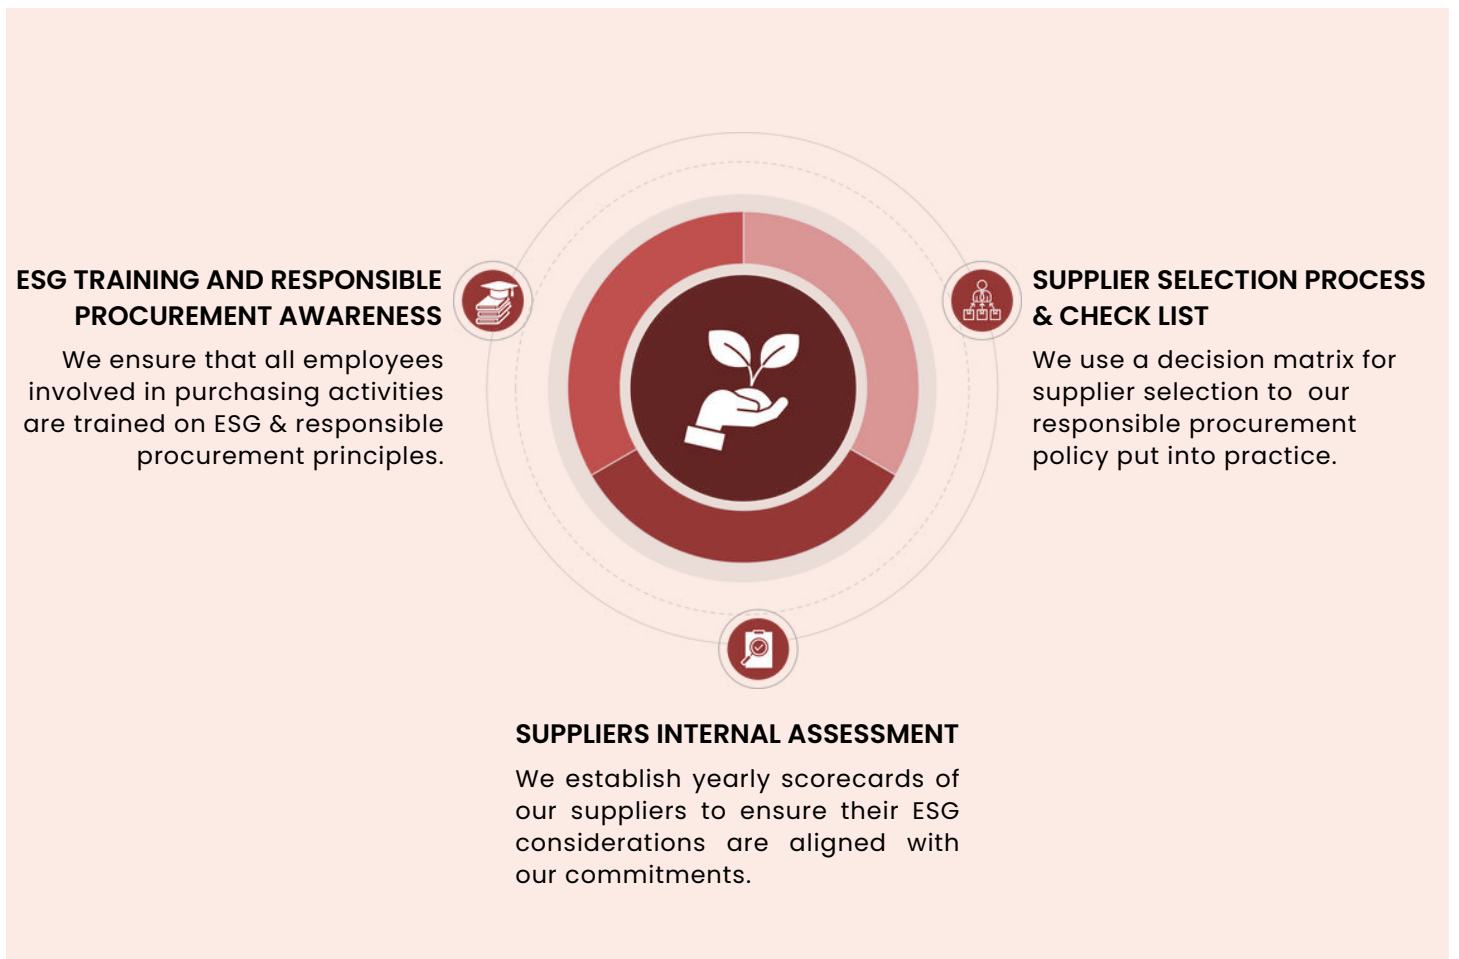 ESG TRAINING AND RESPONSIBLE
PROCUREMENT AWARENESS
We ensure that all employees
involved in purchasing activities
are trained on ESG & responsible
procurement principles.
SUPPLIER SELECTION PROCESS
& CHECK LIST
We use a decision matrix for
supplier selection to our
responsible procurement
policy put into practice.
SUPPLIERS INTERNAL ASSESSMENT
We establish yearly scorecards of
our suppliers to ensure their ESG
considerations are aligned with
our commitments.